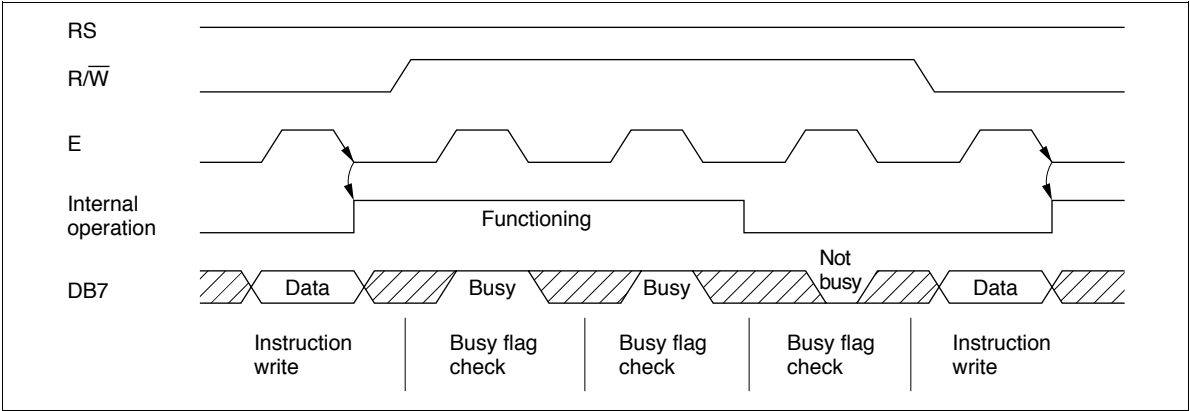 RS
R/W̅
E
Internal
operation
Functioning
DB7
Data
Busy
Busy
Not
busy
Data
Instruction
write
Busy flag
check
Busy flag
check
Busy flag
check
Instruction
write